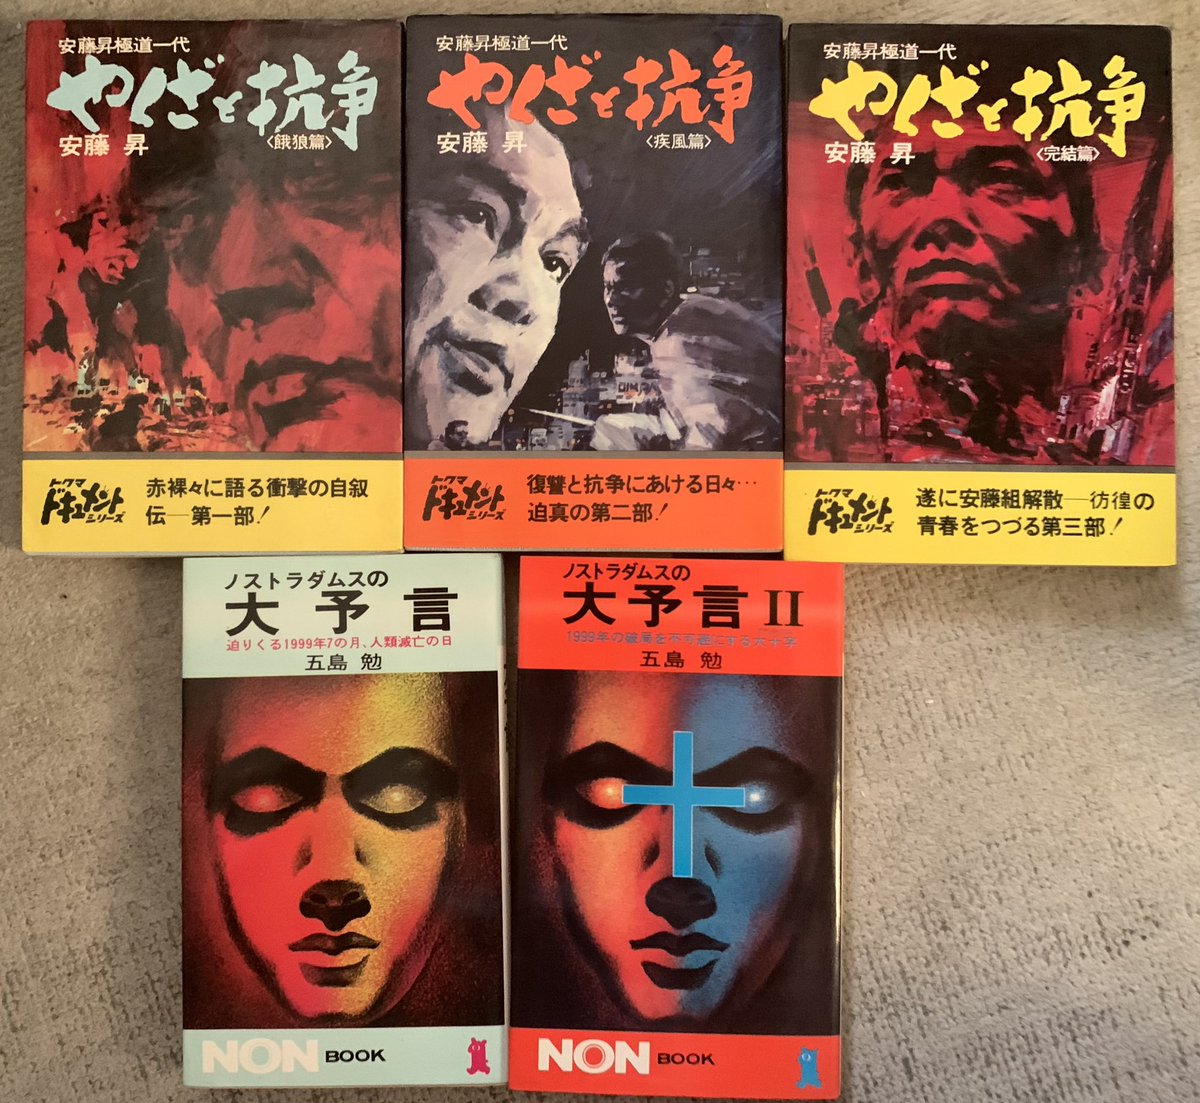 安藤昇極道一代
やくざと抗争
安藤 昇
〈餓狼篇〉
トクマ
ドキュメント
シリーズ
赤裸々に語る衝撃の自叙
伝―第一部!
安藤昇極道一代
やくざと抗争
安藤 昇
〈疾風篇〉
トクマ
ドキュメント
シリーズ
復讐と抗争にあける日々…
迫真の第二部!
安藤昇極道一代
やくざと抗争
安藤 昇
〈完結篇〉
トクマ
ドキュメント
シリーズ
遂に安藤組解散―彷徨の
青春をつづる第三部!
ノストラダムスの
大予言
迫りくる1999年7の月、人類滅亡の日
五島 勉
NON BOOK
ノストラダムスの
大予言II
1999年の破局を不可避にする大十字
五島 勉
NON BOOK